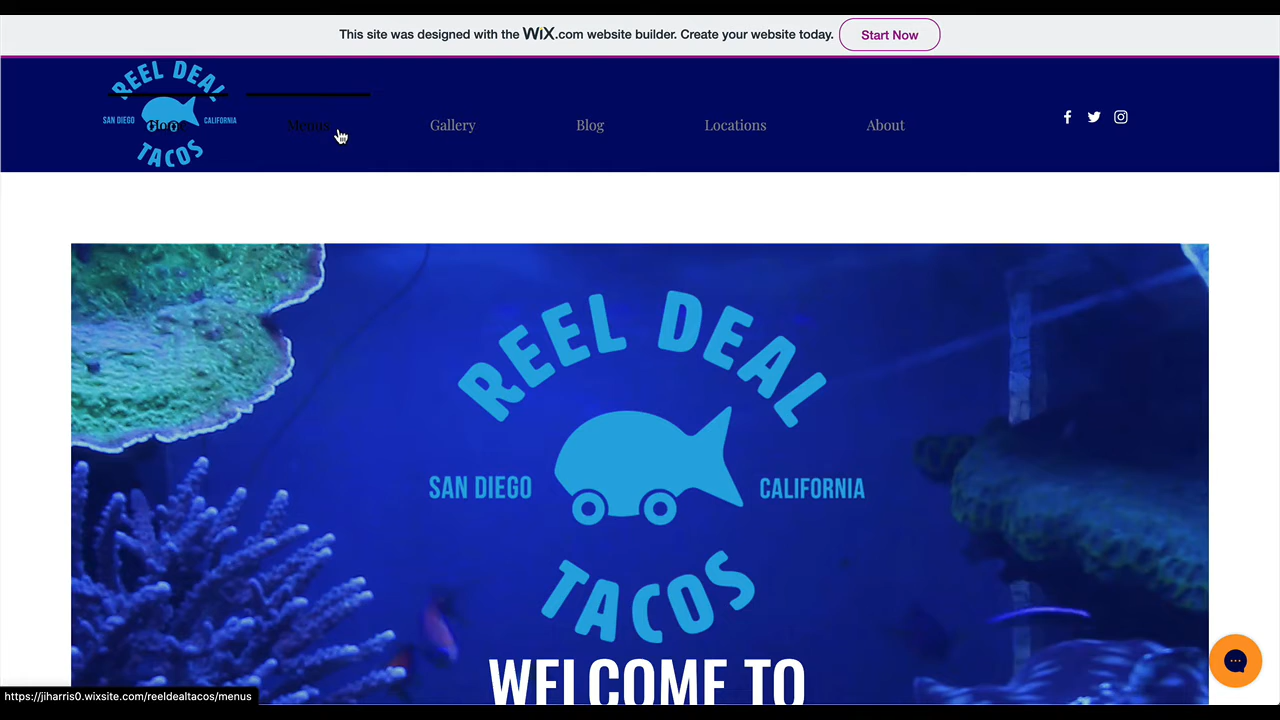 This site was designed with the WiX.com website builder. Create your website today. Start Now
REEL DEAL
SAN DIEGO CALIFORNIA
TACOS
Home Menus Gallery Blog Locations About
REEL DEAL
SAN DIEGO CALIFORNIA
TACOS
WELCOME TO
https://jiharris0.wixsite.com/reeldealtacos/menus